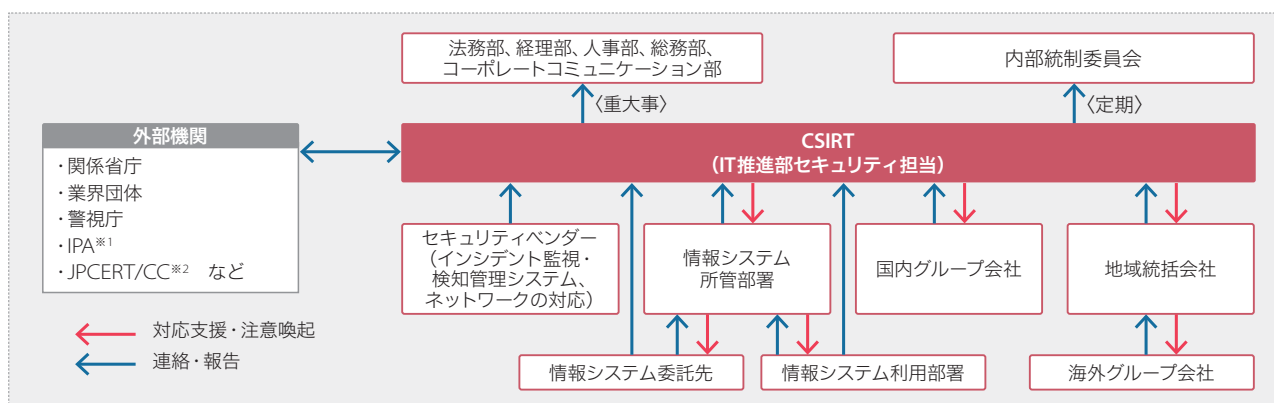 法務部、経理部、人事部、総務部、
コーポレートコミュニケーション部
内部統制委員会
〈重大事〉
〈定期〉
外部機関
・関係省庁
・業界団体
・警視庁
・IPA※1
・JPCERT/CC※2 など
CSIRT
（IT推進部セキュリティ担当）
セキュリティベンダー
（インシデント監視・
検知管理システム、
ネットワークの対応）
情報システム
所管部署
国内グループ会社
地域統括会社
対応支援・注意喚起
連絡・報告
情報システム委託先
情報システム利用部署
海外グループ会社